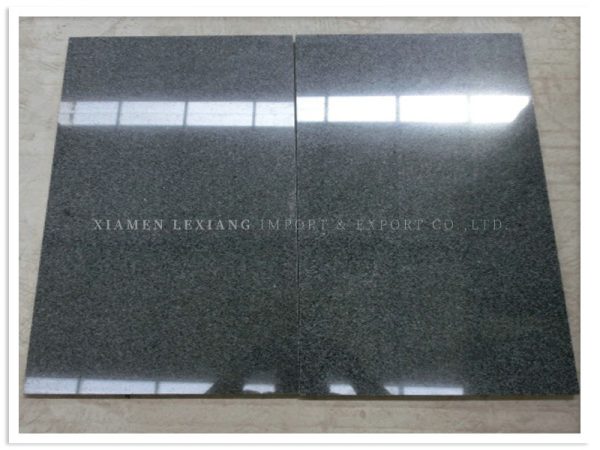 XIAMEN LEXIANG IMPORT & EXPORT CO .,LTD.